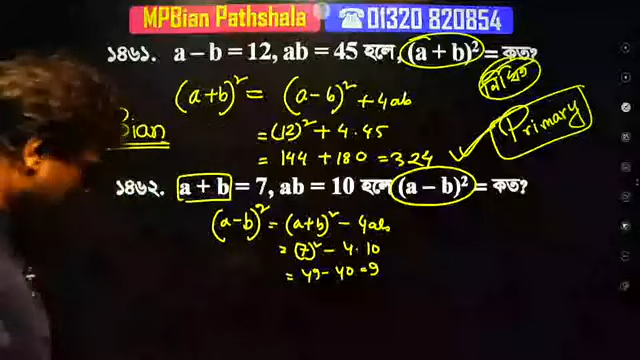 MPBian Pathshala ☎01320 820854
১৪৬১. a – b = 12, ab = 45 হলে, (a + b)² = কত?
(a+b)² = (a-b)² + 4ab
নির্ণিত
= (12)² + 4.45
Bian
Primary
= 144 + 180 = 324
১৪৬২. a + b = 7, ab = 10 হলে (a – b)² = কত?
(a-b)² = (a+b)² - 4ab
= (7)² - 4.10
= 49 - 40 = 9